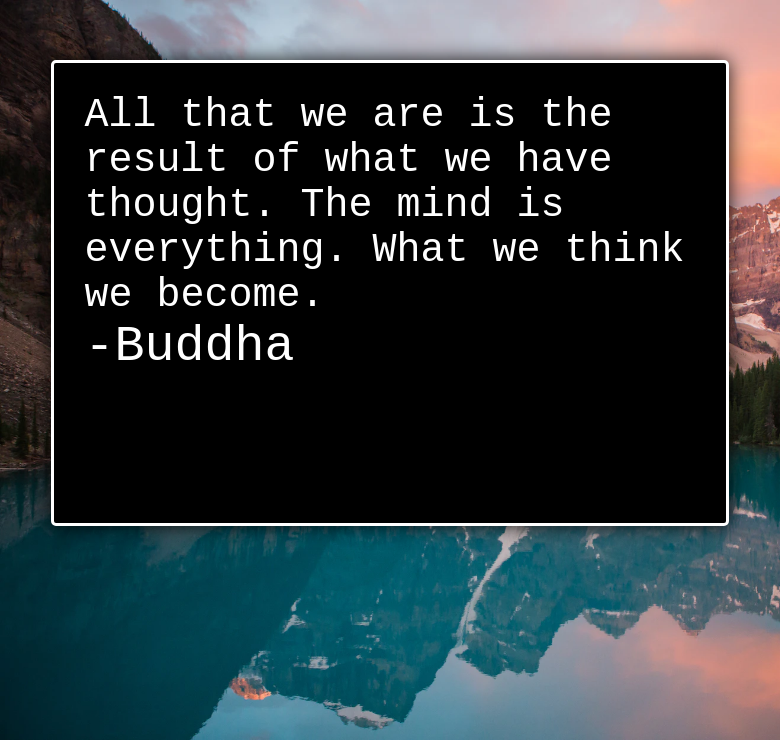 All that we are is the
result of what we have
thought. The mind is
everything. What we think
we become.
-Buddha